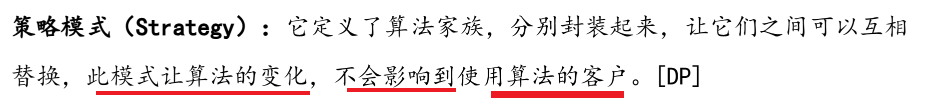 策略模式（Strategy）：它定义了算法家族，分别封装起来，让它们之间可以互相
替换，此模式让算法的变化，不会影响到使用算法的客户。[DP]